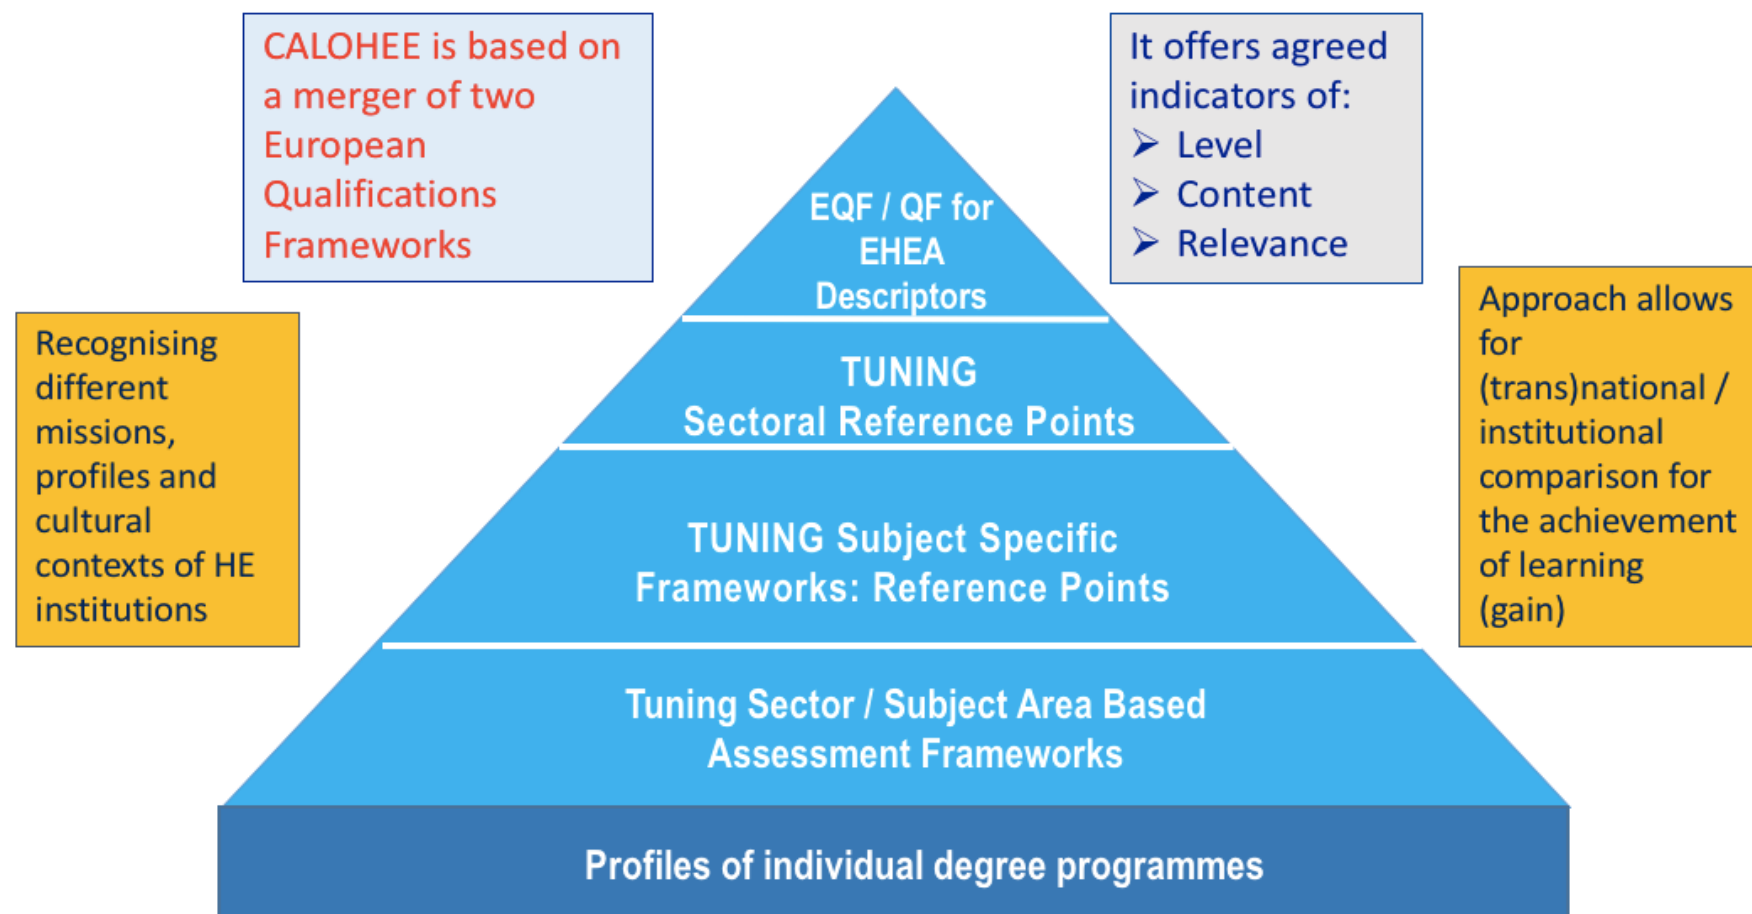 CALOHEE is based on
a merger of two
European
Qualifications
Frameworks
It offers agreed
indicators of:
➢ Level
➢ Content
➢ Relevance
Recognising
different
missions,
profiles and
cultural
contexts of HE
institutions
EQF / QF for
EHEA
Descriptors
TUNING
Sectoral Reference Points
TUNING Subject Specific
Frameworks: Reference Points
Tuning Sector / Subject Area Based
Assessment Frameworks
Profiles of individual degree programmes
Approach allows
for
(trans)national /
institutional
comparison for
the achievement
of learning
(gain)